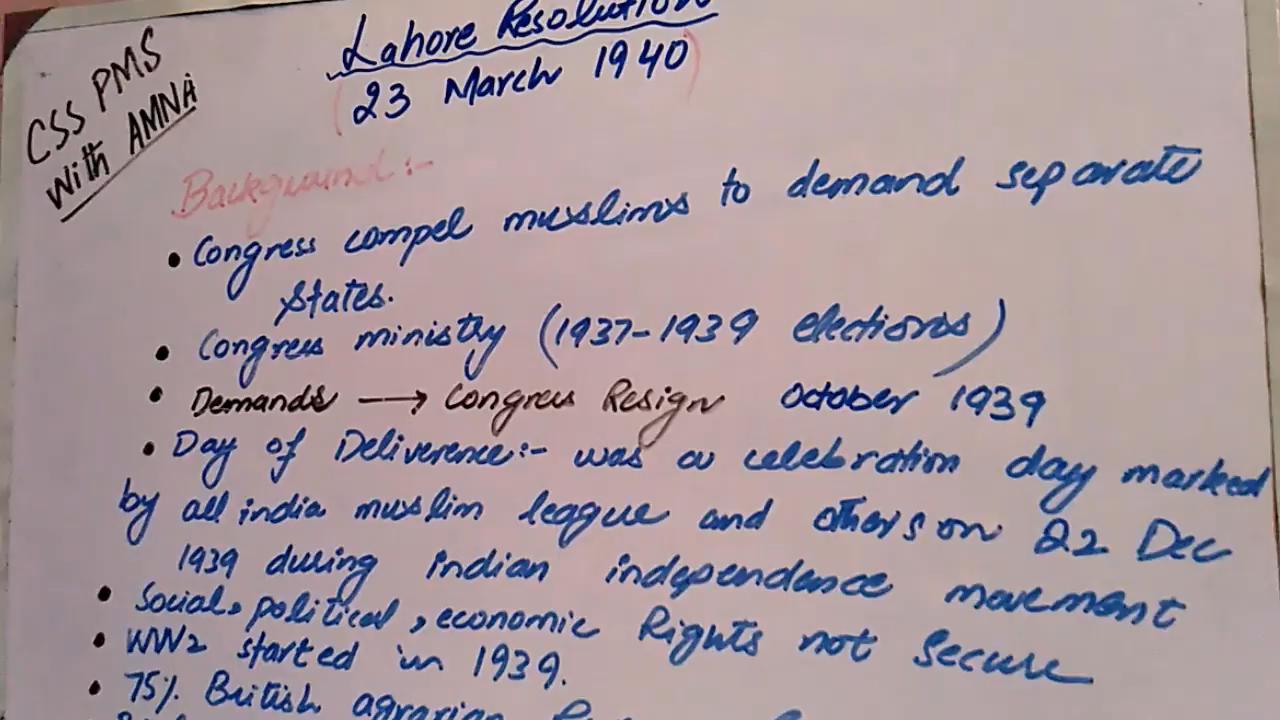 CSS PMS
With AMNA
Lahore Resolution
(23 March 1940)
Background:-
• Congress compel muslims to demand separate
states.
• Congress ministry (1937-1939 elections)
• Demands → Congress Resign October 1939
• Day of Deliverence:- was a celebration day marked
by all india muslim league and others on 22 Dec
1939 during indian independence movement
• Social, political, economic Rights not Secure
• WW2 started in 1939.
• 75% British agrarian